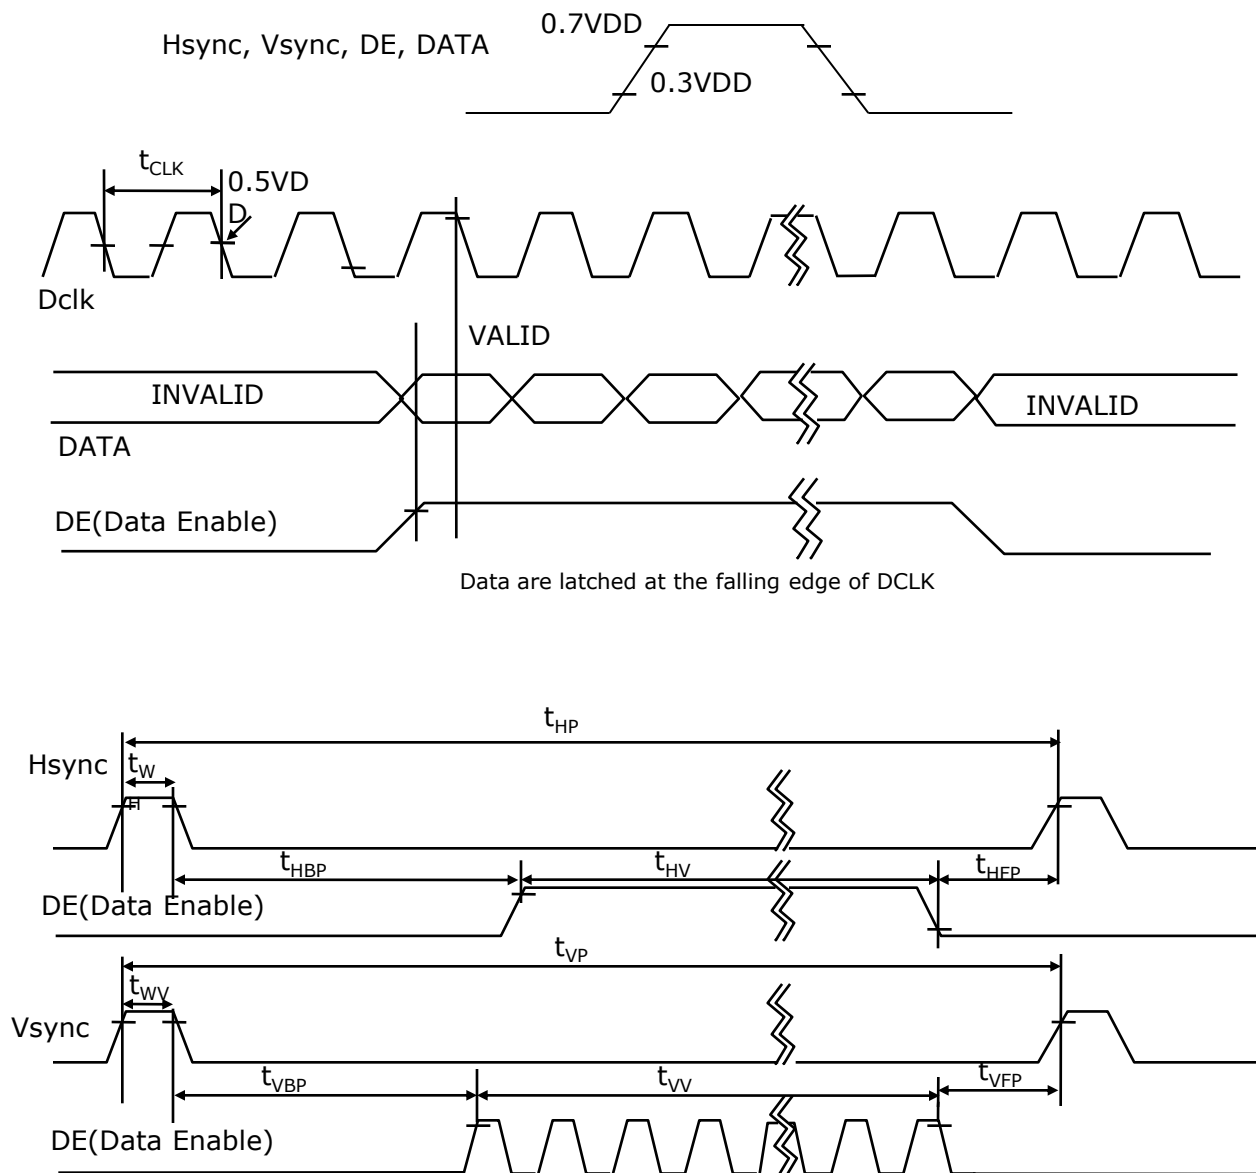 0.7VDD
Hsync, Vsync, DE, DATA
0.3VDD
tCLK
0.5VD
D
Dclk
VALID
INVALID
INVALID
DATA
DE(Data Enable)
Data are latched at the falling edge of DCLK
tHP
Hsync
tW
H
tHBP
tHV
tHFP
DE(Data Enable)
tVP
tWV
Vsync
tVBP
tVV
tVFP
DE(Data Enable)